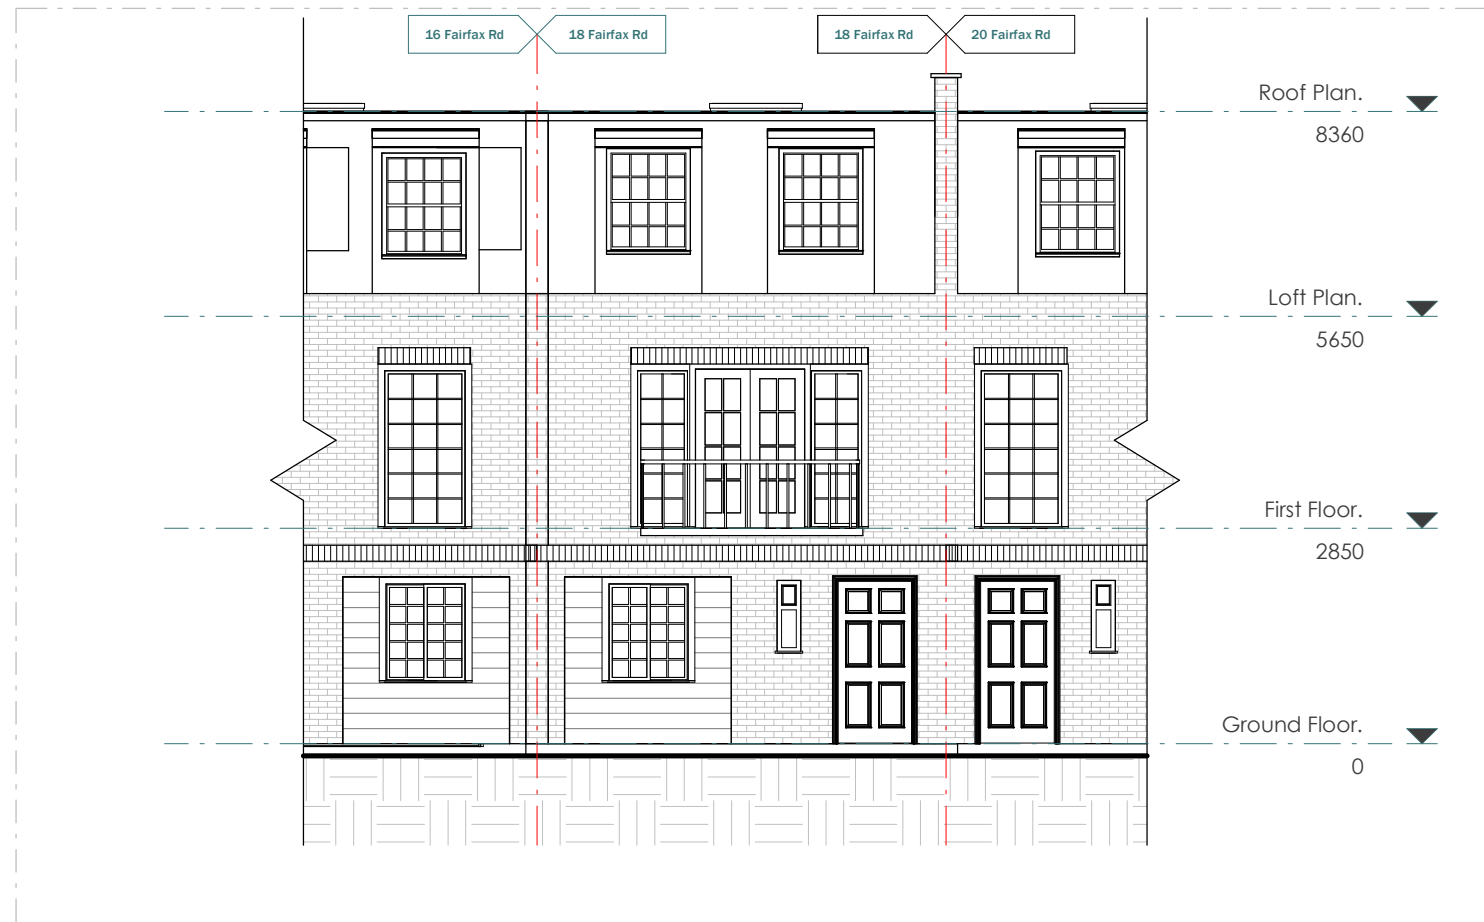 16 Fairfax Rd
18 Fairfax Rd
18 Fairfax Rd
20 Fairfax Rd
Roof Plan.
8360
Loft Plan.
5650
First Floor.
2850
Ground Floor.
0